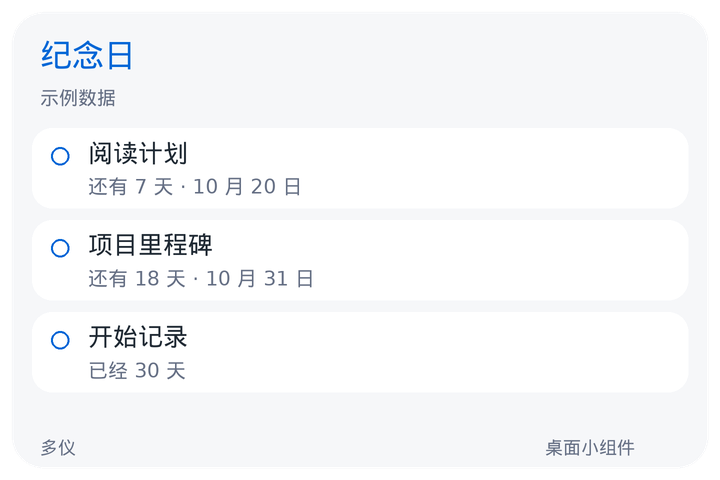 纪念日
示例数据
阅读计划
还有 7 天 · 10 月 20 日
项目里程碑
还有 18 天 · 10 月 31 日
开始记录
已经 30 天
多仪
桌面小组件